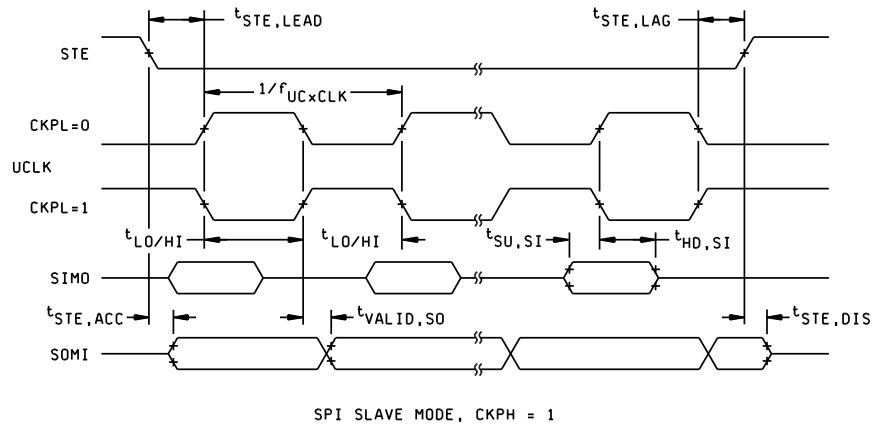 tSTE,LEAD
tSTE,LAG
STE
1/fUCxCLK
CKPL=0
UCLK
CKPL=1
tLO/HI
tLO/HI
tSU,SI
tHD,SI
SIMO
tSTE,ACC
tVALID,SO
tSTE,DIS
SOMI
SPI SLAVE MODE, CKPH = 1